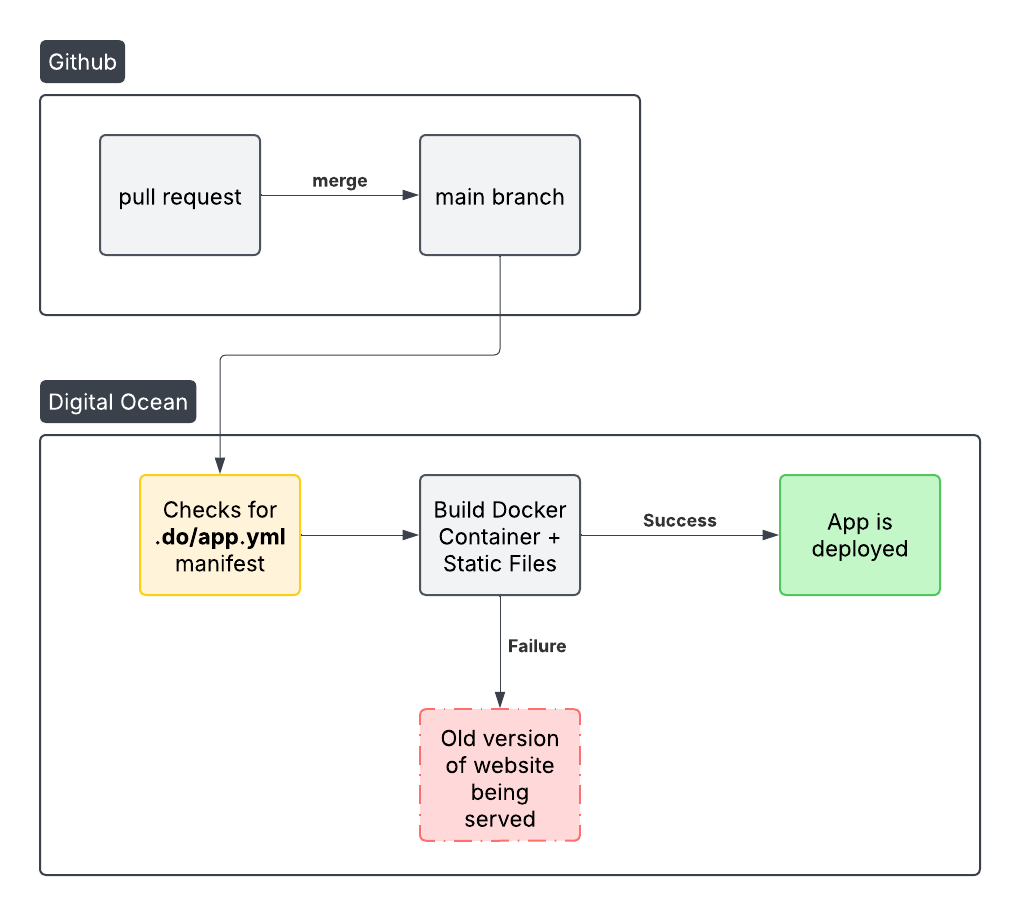 Github
pull request
merge
main branch
Digital Ocean
Checks for
.do/app.yml
manifest
Build Docker
Container +
Static Files
Success
App is
deployed
Failure
Old version
of website
being
served